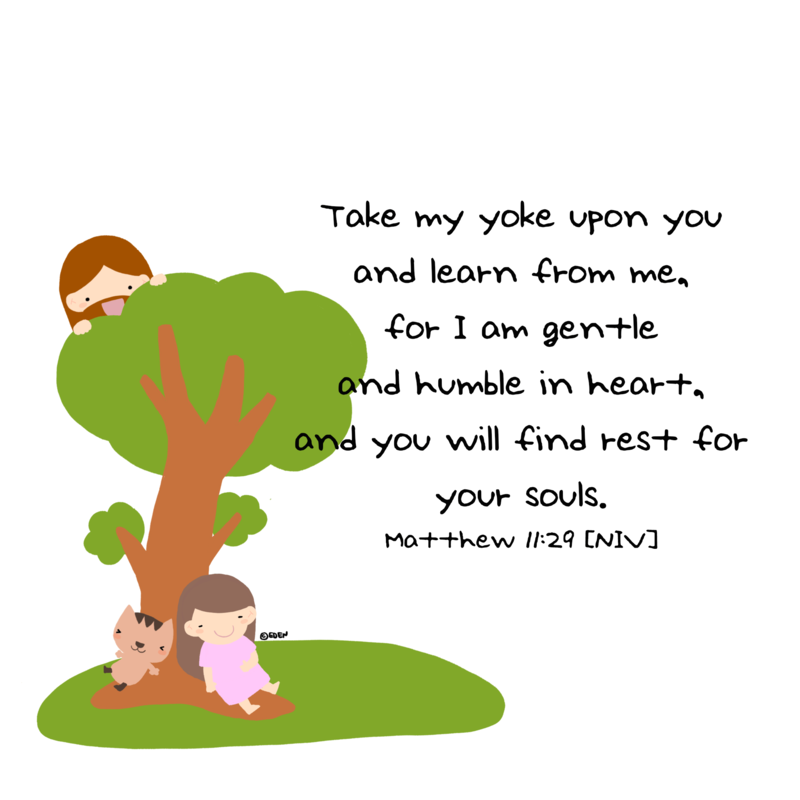 Take my yoke upon you
and learn from me,
for I am gentle
and humble in heart,
and you will find rest for
your souls.
Matthew 11:29 [NIV]
©EDEN